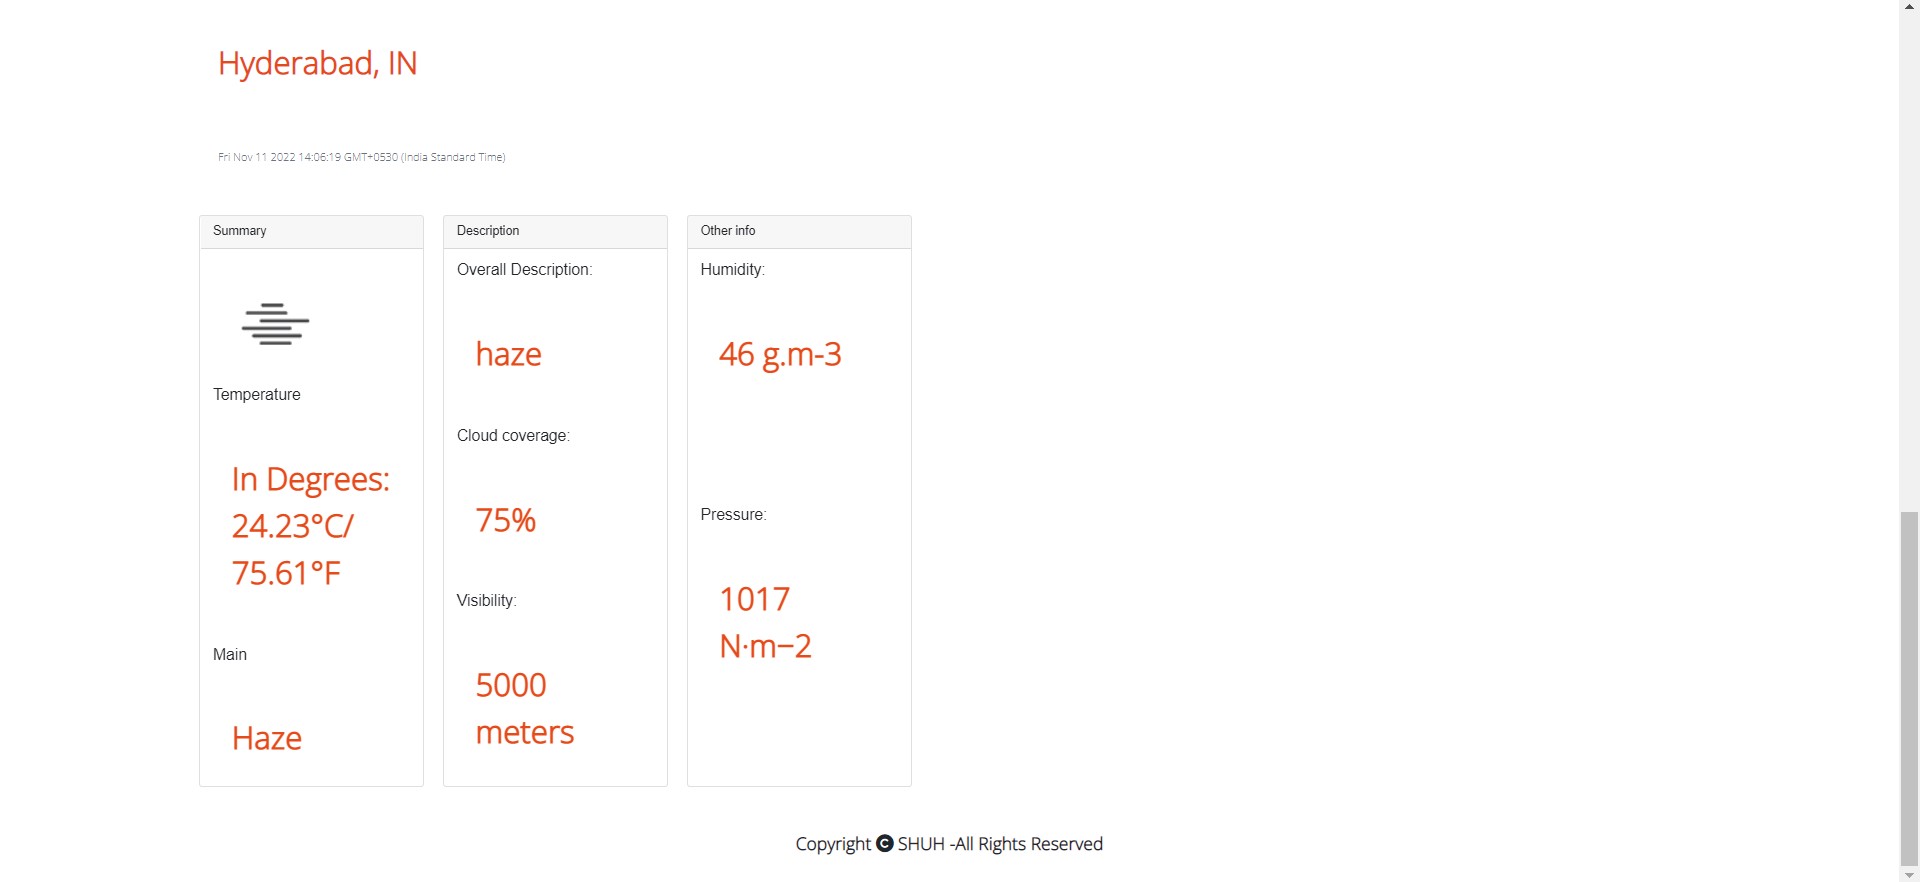 Hyderabad, IN
Fri Nov 11 2022 14:06:19 GMT+0530 (India Standard Time)
Summary
Temperature
In Degrees:
24.23°C/
75.61°F
Main
Haze
Description
Overall Description:
haze
Cloud coverage:
75%
Visibility:
5000
meters
Other info
Humidity:
46 g.m-3
Pressure:
1017
N·m−2
Copyright © SHUH -All Rights Reserved